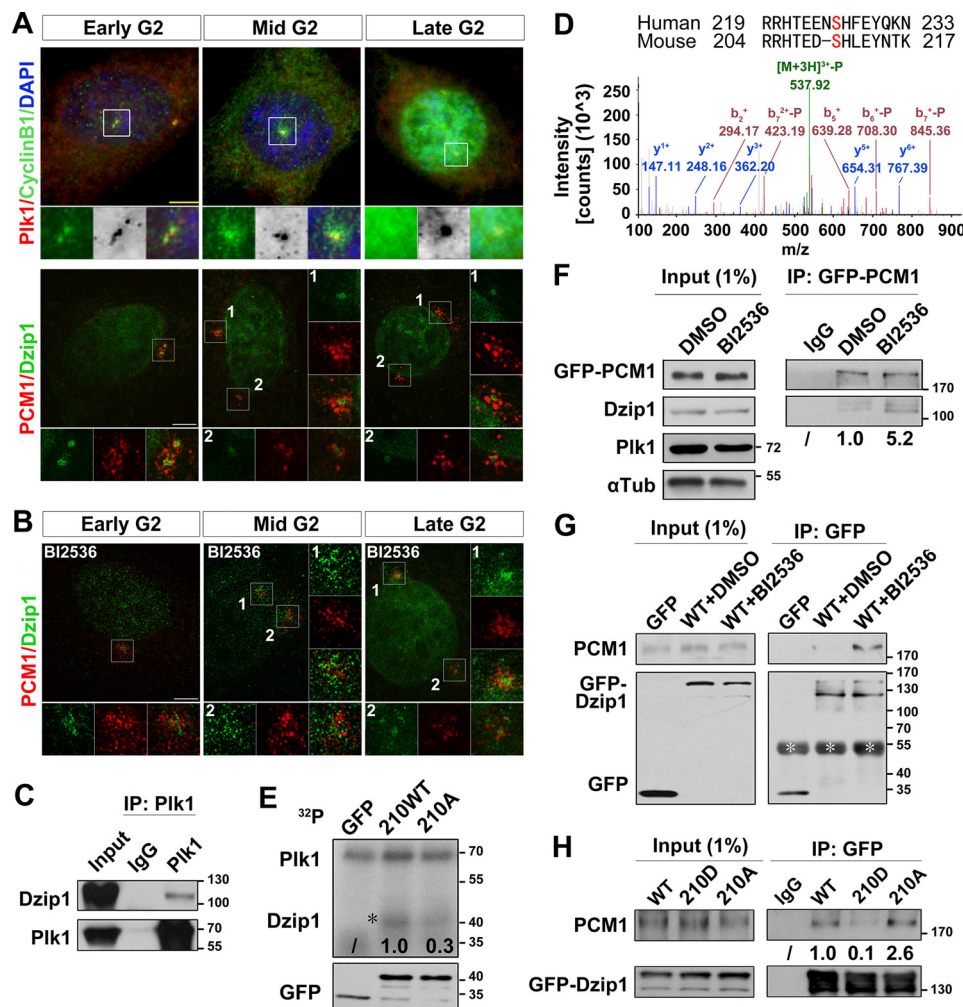 A
Early G2 Mid G2 Late G2
Plk1/CyclinB1/DAPI
PCM1/Dzip1
1 1
1 1
2 2
2 2
B
Early G2 Mid G2 Late G2
PCM1/Dzip1
BI2536 BI2536 1 BI2536 1
1 1
2 2
2 2
C
IP: Plk1
Input IgG Plk1
Dzip1 130
100
Plk1 70
55
D
Human 219 RRHTEENSHFEYQKN 233
Mouse 204 RRHTED-SHLEYNTK 217
Intensity
[counts] (10^3)
[M+3H]³⁺-P
537.92
b₂⁺ b₇²⁺-P b₅⁺ b₆⁺-P b₇⁺-P
294.17 423.19 639.28 708.30 845.36
y¹⁺ y²⁺ y³⁺ y⁵⁺ y⁶⁺
147.11 248.16 362.20 654.31 767.39
250
200
150
100
50
0
100 200 300 400 500 600 700 800 900
m/z
E
³²P GFP 210WT 210A
Plk1 70
55
Dzip1 * 40
/ 1.0 0.3 35
GFP 40
35
F
Input (1%) IP: GFP-PCM1
DMSO BI2536 IgG DMSO BI2536
GFP-PCM1 170
Dzip1 100
/ 1.0 5.2
Plk1 72
αTub 55
G
Input (1%) IP: GFP
GFP WT+DMSO WT+BI2536 GFP WT+DMSO WT+BI2536
PCM1 170
GFP-
Dzip1
170
130
100
70
* * * 55
40
GFP 35
H
Input (1%) IP: GFP
WT 210D 210A IgG WT 210D 210A
PCM1 170
/ 1.0 0.1 2.6
GFP-Dzip1 130